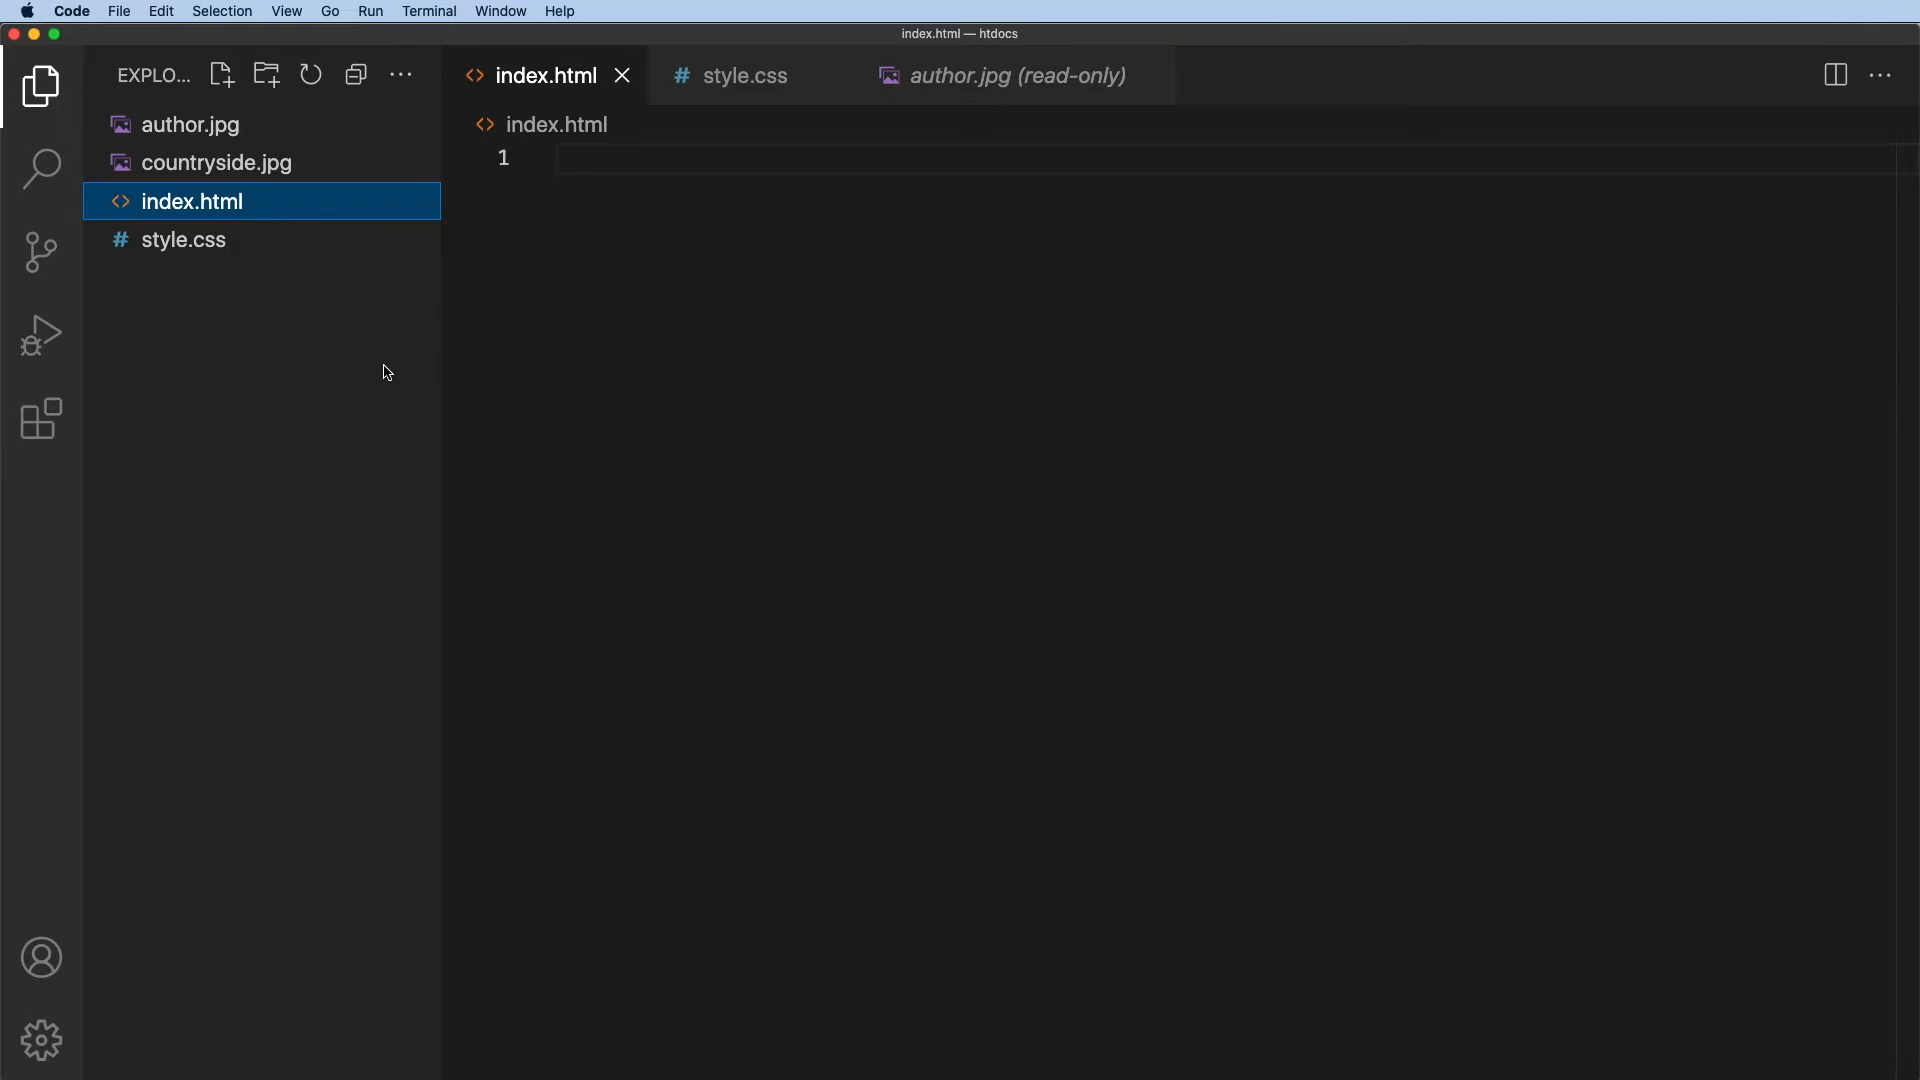 Code File Edit Selection View Go Run Terminal Window Help
index.html — htdocs
EXPLO...
index.html
style.css
author.jpg (read-only)
author.jpg
countryside.jpg
index.html
style.css
index.html
1